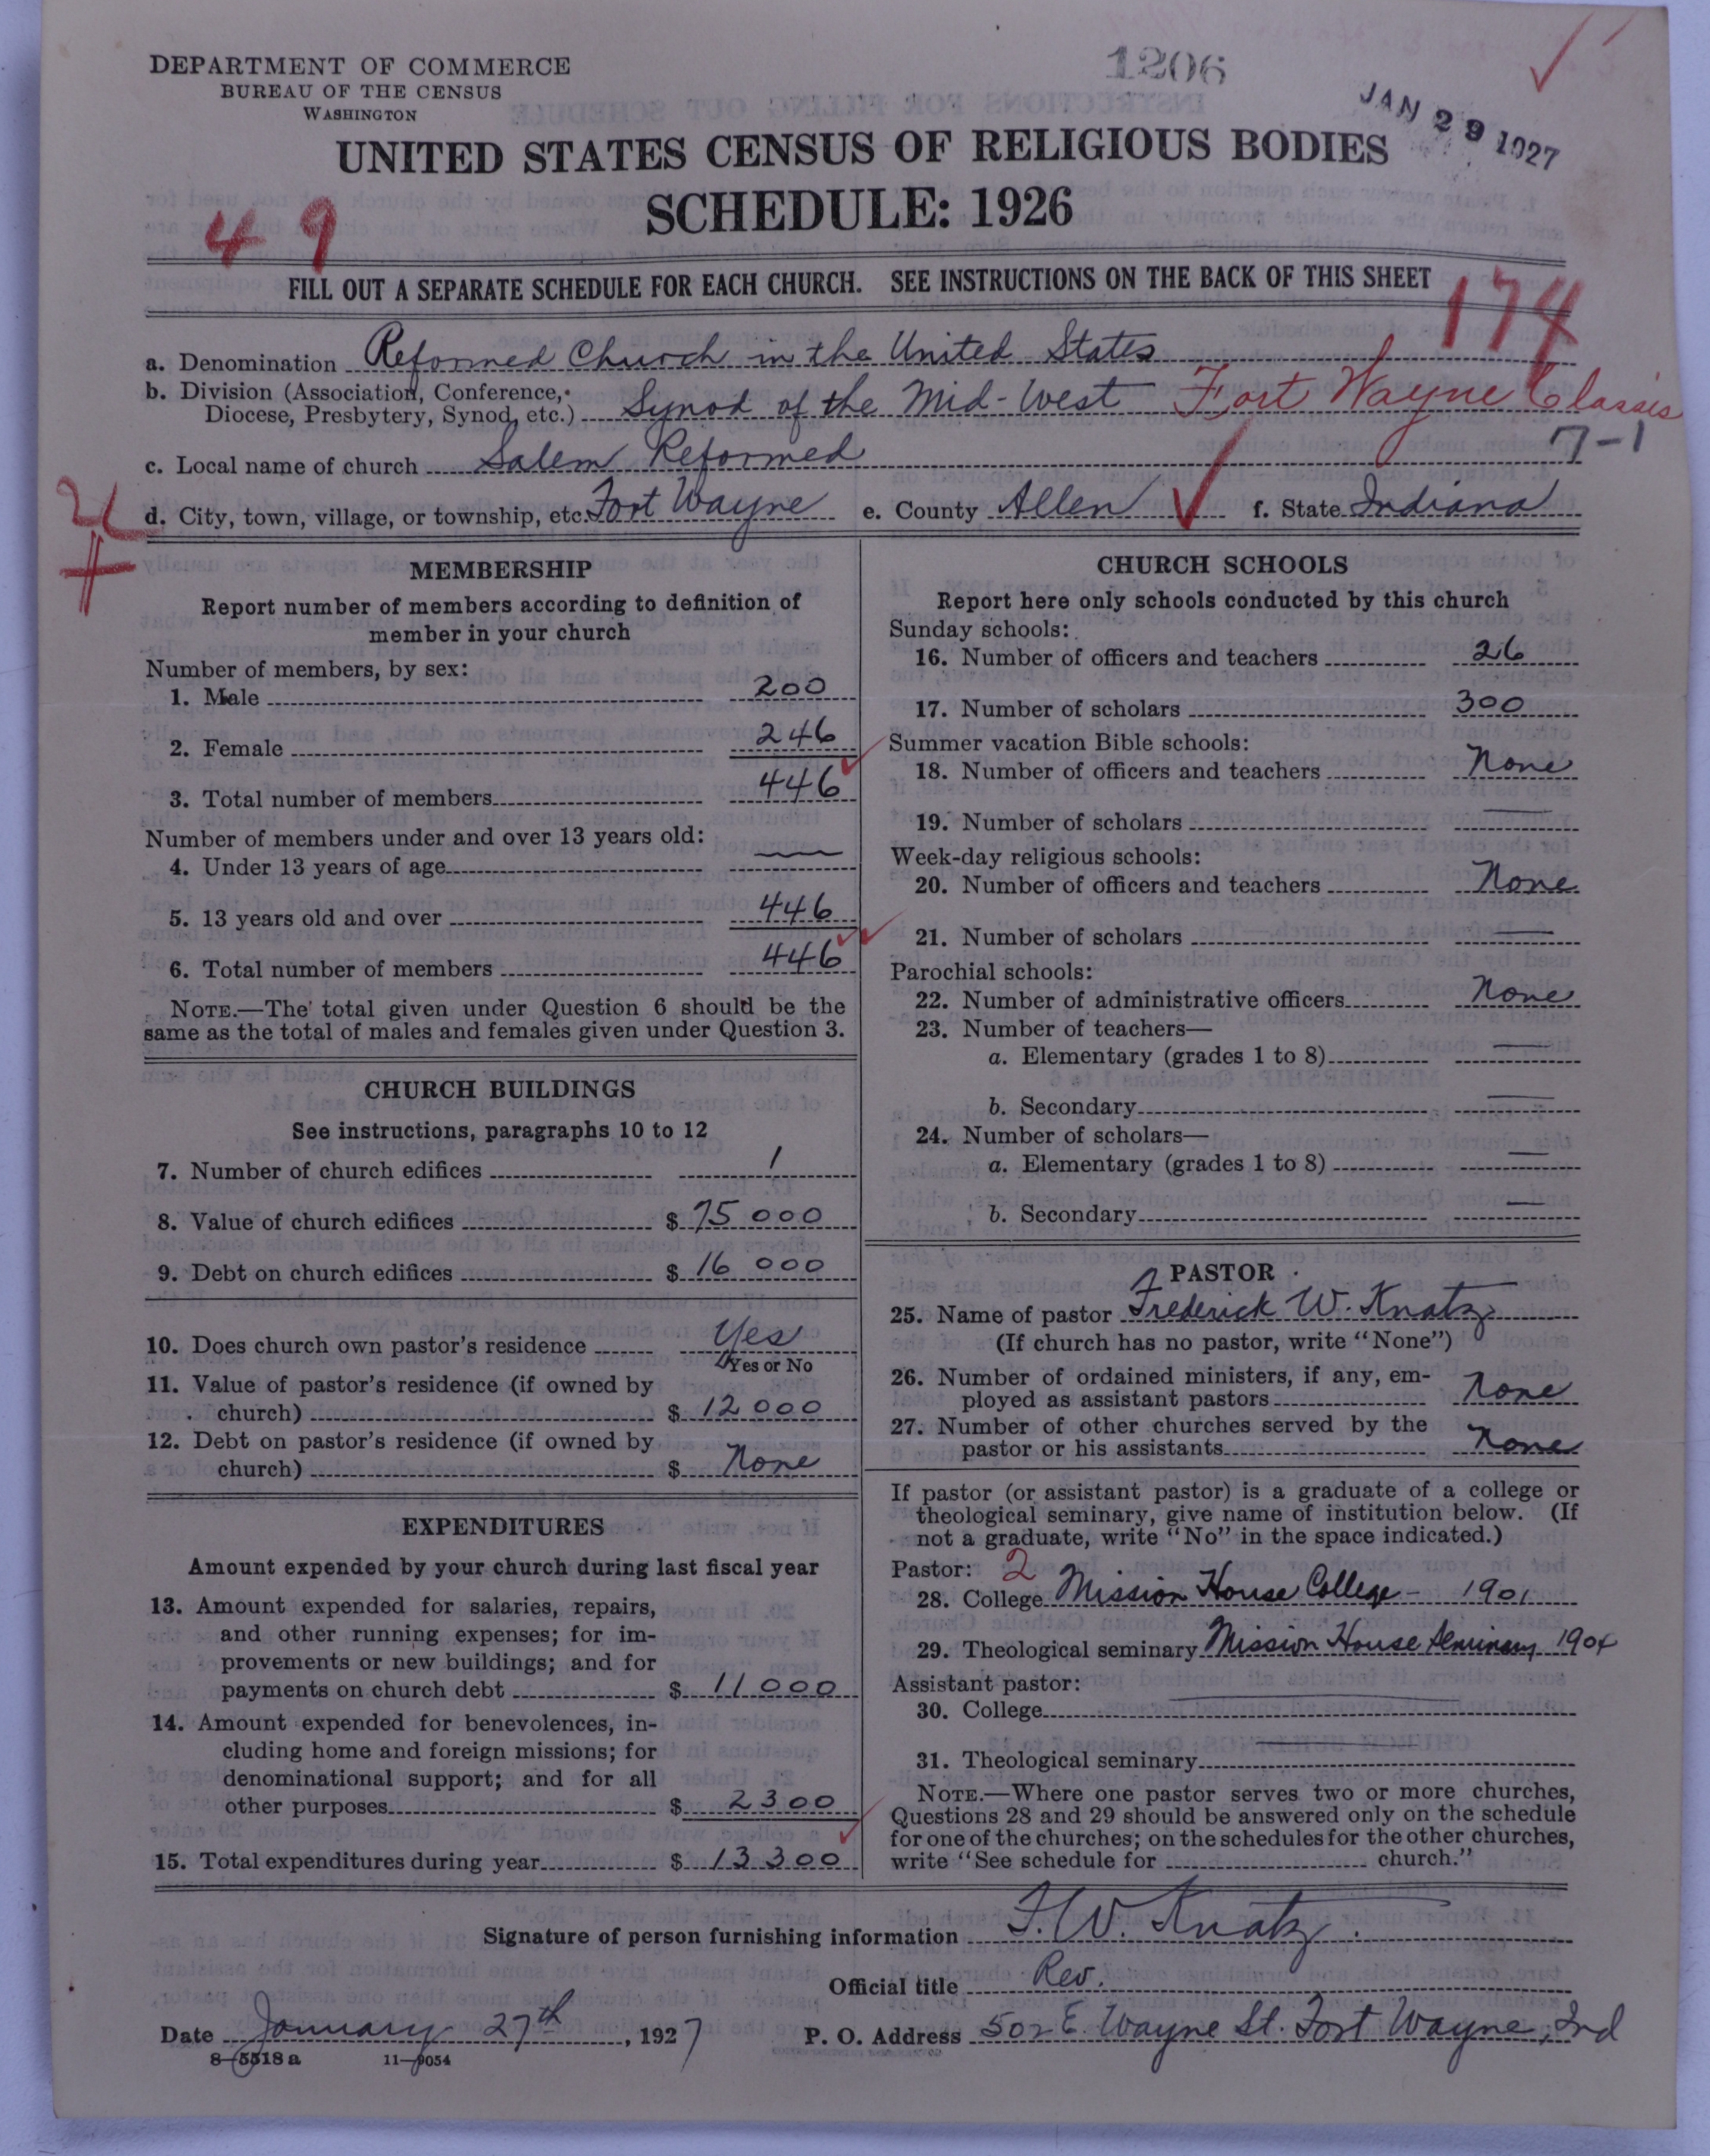 1206
JAN 29 1927
DEPARTMENT OF COMMERCE
BUREAU OF THE CENSUS
WASHINGTON
UNITED STATES CENSUS OF RELIGIOUS BODIES
SCHEDULE: 1926
49
FILL OUT A SEPARATE SCHEDULE FOR EACH CHURCH. SEE INSTRUCTIONS ON THE BACK OF THIS SHEET
174
a. Denomination Reformed Church in the United States
b. Division (Association, Conference,
Diocese, Presbytery, Synod, etc.) Synod of the Mid-West Fort Wayne Classis
7-1
c. Local name of church Salem Reformed
d. City, town, village, or township, etc. Fort Wayne e. County Allen f. State Indiana
MEMBERSHIP
Report number of members according to definition of
member in your church
Number of members, by sex:
1. Male 200
2. Female 246
3. Total number of members 446
Number of members under and over 13 years old:
4. Under 13 years of age —
5. 13 years old and over 446
6. Total number of members 446
NOTE.—The total given under Question 6 should be the
same as the total of males and females given under Question 3.
CHURCH BUILDINGS
See instructions, paragraphs 10 to 12
7. Number of church edifices 1
8. Value of church edifices $ 75 000
9. Debt on church edifices $ 16 000
10. Does church own pastor's residence Yes
Yes or No
11. Value of pastor's residence (if owned by
church) $ 12 000
12. Debt on pastor's residence (if owned by
church) $ None
EXPENDITURES
Amount expended by your church during last fiscal year
13. Amount expended for salaries, repairs,
and other running expenses; for im-
provements or new buildings; and for
payments on church debt $ 11 000
14. Amount expended for benevolences, in-
cluding home and foreign missions; for
denominational support; and for all
other purposes $ 2300
15. Total expenditures during year $ 13 300
CHURCH SCHOOLS
Report here only schools conducted by this church
Sunday schools:
16. Number of officers and teachers 26
17. Number of scholars 300
Summer vacation Bible schools:
18. Number of officers and teachers None
19. Number of scholars —
Week-day religious schools:
20. Number of officers and teachers None
21. Number of scholars —
Parochial schools:
22. Number of administrative officers None
23. Number of teachers—
a. Elementary (grades 1 to 8) —
b. Secondary —
24. Number of scholars—
a. Elementary (grades 1 to 8) —
b. Secondary —
PASTOR
25. Name of pastor Frederick W. Knatz
(If church has no pastor, write "None")
26. Number of ordained ministers, if any, em-
ployed as assistant pastors None
27. Number of other churches served by the
pastor or his assistants None
If pastor (or assistant pastor) is a graduate of a college or
theological seminary, give name of institution below. (If
not a graduate, write "No" in the space indicated.)
Pastor: 2
28. College Mission House College - 1901
29. Theological seminary Mission House Seminary 1904
Assistant pastor:
30. College
31. Theological seminary
NOTE.—Where one pastor serves two or more churches,
Questions 28 and 29 should be answered only on the schedule
for one of the churches; on the schedules for the other churches,
write "See schedule for church."
Signature of person furnishing information F. W. Knatz
Official title Rev.
Date January 27th, 1927 P. O. Address 502 E. Wayne St. Fort Wayne, Ind
8-5518 a 11-9054